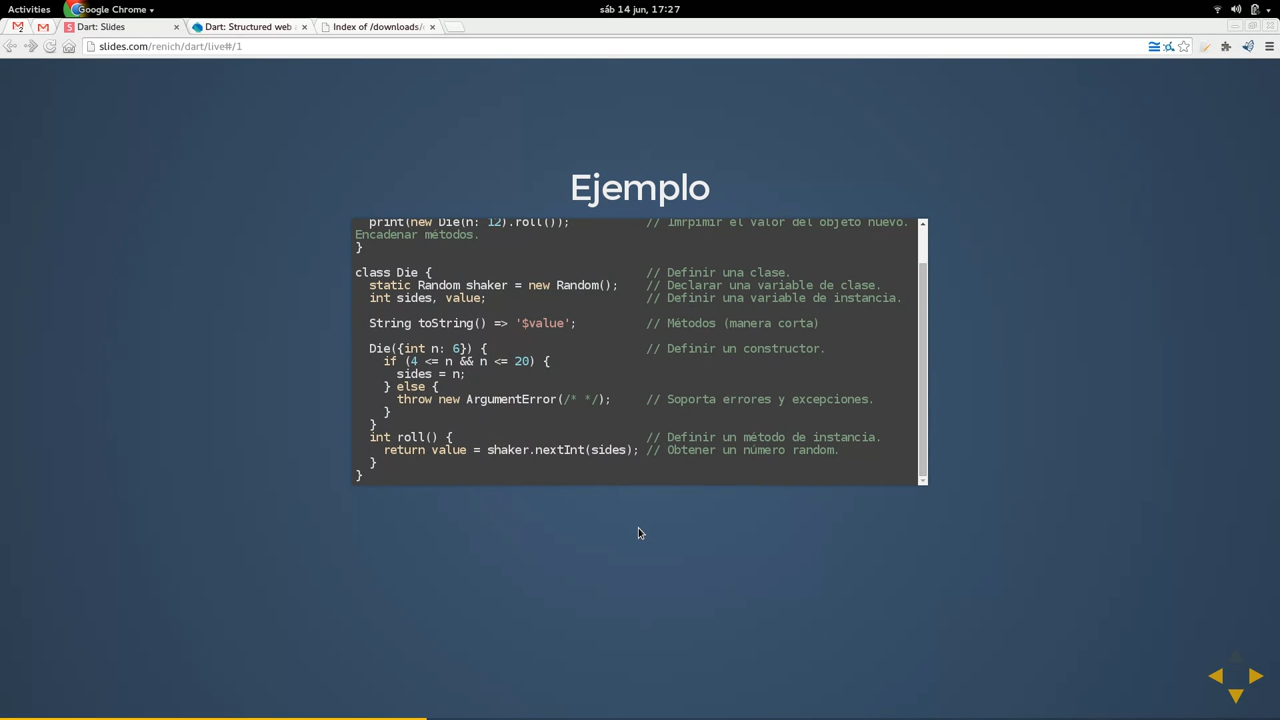 Activities Google Chrome sáb 14 jun, 17:27
Dart: Slides × Dart: Structured web × Index of /downloads/ ×
slides.com/renich/dart/live#/1
Ejemplo
print(new Die(n: 12).roll()); // Imrpimir el valor del objeto nuevo.
Encadenar métodos.
}
class Die { // Definir una clase.
static Random shaker = new Random(); // Declarar una variable de clase.
int sides, value; // Definir una variable de instancia.
String toString() => '$value'; // Métodos (manera corta)
Die({int n: 6}) { // Definir un constructor.
if (4 <= n && n <= 20) {
sides = n;
} else {
throw new ArgumentError(/* */); // Soporta errores y excepciones.
}
}
int roll() { // Definir un método de instancia.
return value = shaker.nextInt(sides); // Obtener un número random.
}
}